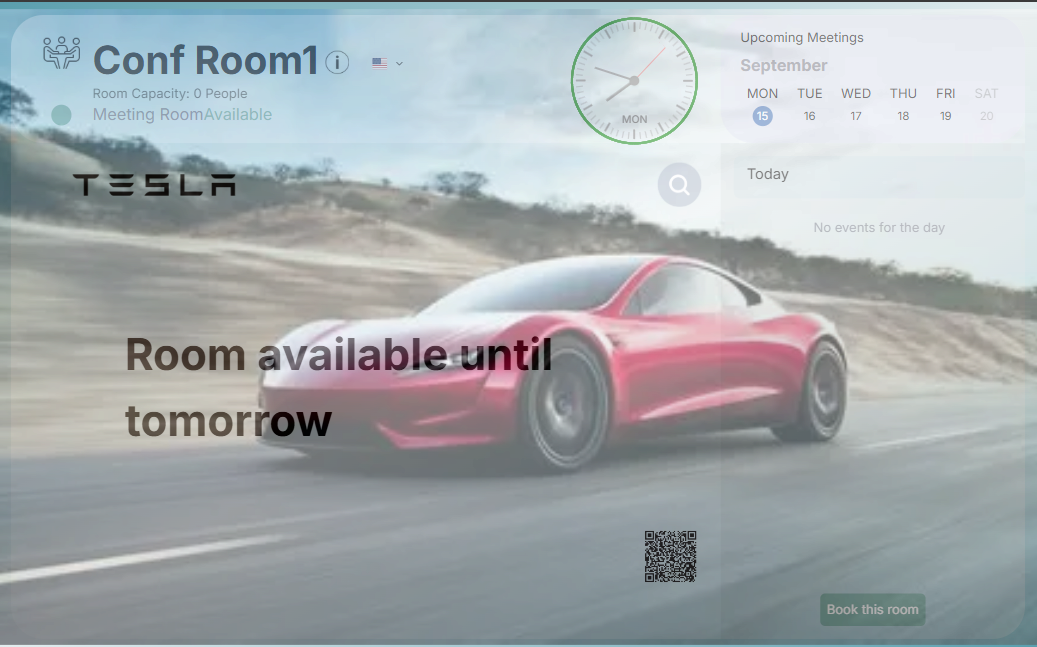 Conf Room1
Room Capacity: 0 People
Meeting RoomAvailable
MON
Upcoming Meetings
September
MON TUE WED THU FRI SAT
15 16 17 18 19 20
TESLA
Today
No events for the day
Room available until
tomorrow
Book this room